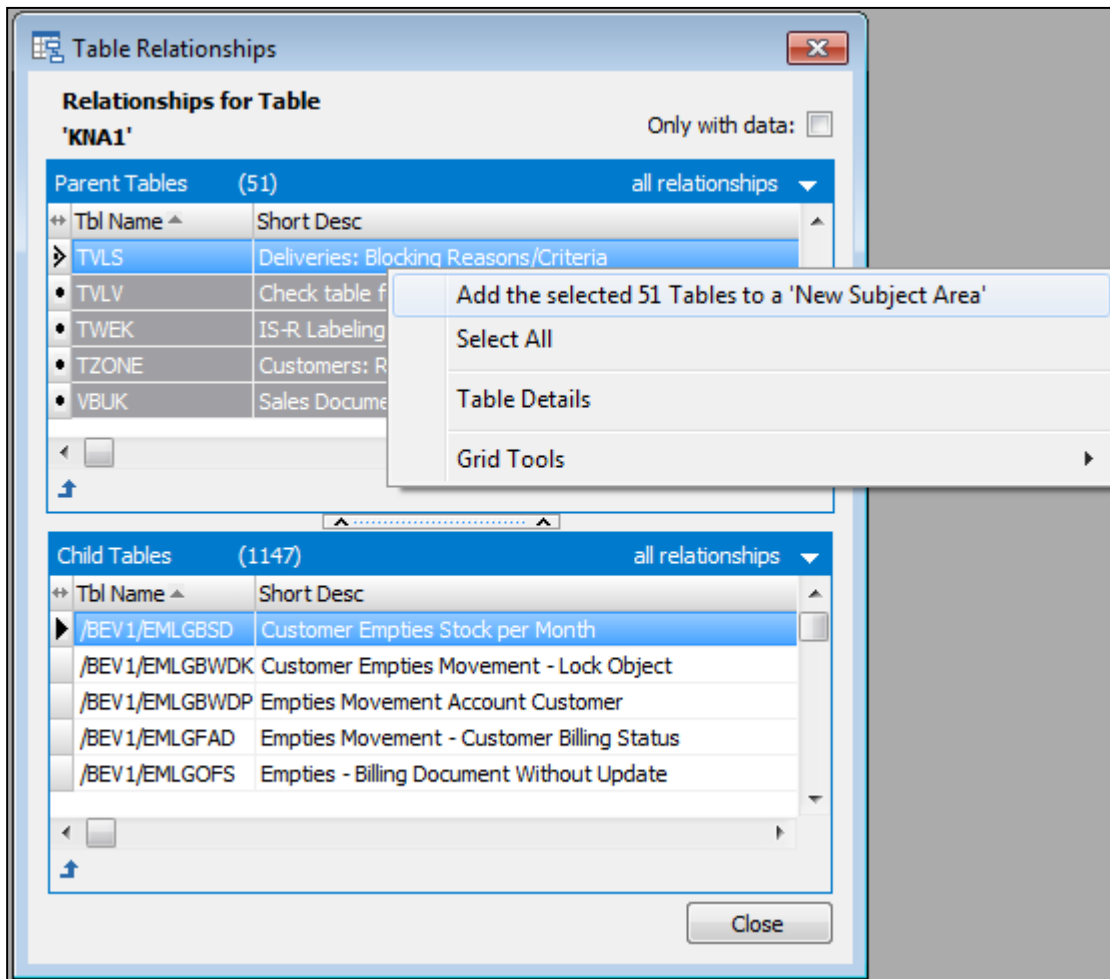 Table Relationships
Relationships for Table
'KNA1'
Only with data:
Parent Tables (51) all relationships
Tbl Name Short Desc
TVLS Deliveries: Blocking Reasons/Criteria
TVLV Check table f
TWEK IS-R Labeling
TZONE Customers: R
VBUK Sales Docume
Add the selected 51 Tables to a 'New Subject Area'
Select All
Table Details
Grid Tools
Child Tables (1147) all relationships
Tbl Name Short Desc
/BEV1/EMLGBSD Customer Empties Stock per Month
/BEV1/EMLGBWDK Customer Empties Movement - Lock Object
/BEV1/EMLGBWDP Empties Movement Account Customer
/BEV1/EMLGFAD Empties Movement - Customer Billing Status
/BEV1/EMLGOFS Empties - Billing Document Without Update
Close